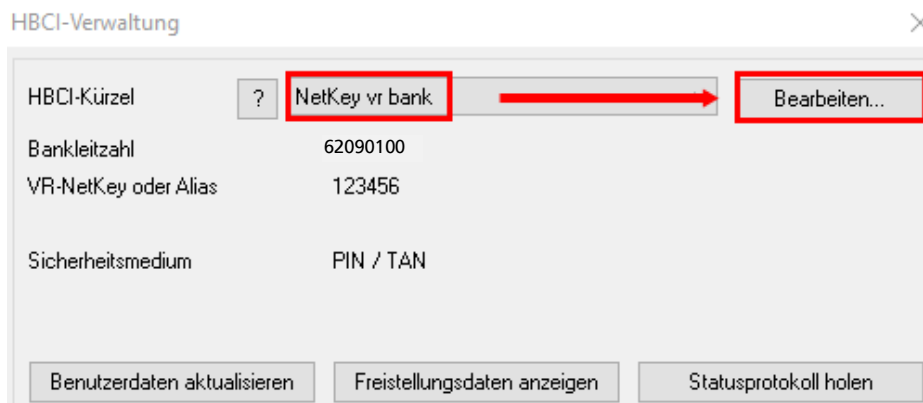 HBCI-Verwaltung
HBCI-Kürzel ? NetKey vr bank Bearbeiten...
Bankleitzahl 62090100
VR-NetKey oder Alias 123456
Sicherheitsmedium PIN / TAN
Benutzerdaten aktualisieren Freistellungsdaten anzeigen Statusprotokoll holen